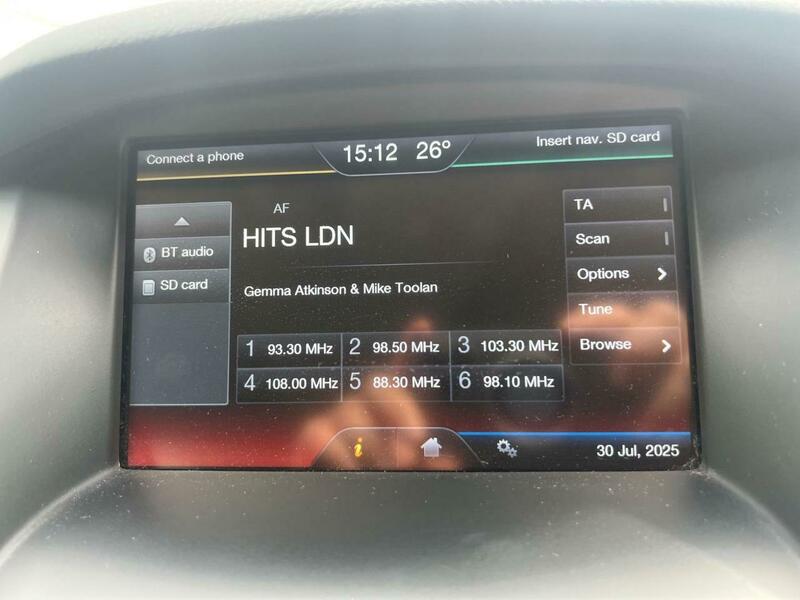 Connect a phone
15:12 26º
Insert nav. SD card
AF
HITS LDN
Gemma Atkinson & Mike Toolan
BT audio
SD card
TA
Scan
Options
Tune
Browse
1 93.30 MHz 2 98.50 MHz 3 103.30 MHz
4 108.00 MHz 5 88.30 MHz 6 98.10 MHz
i
30 Jul, 2025